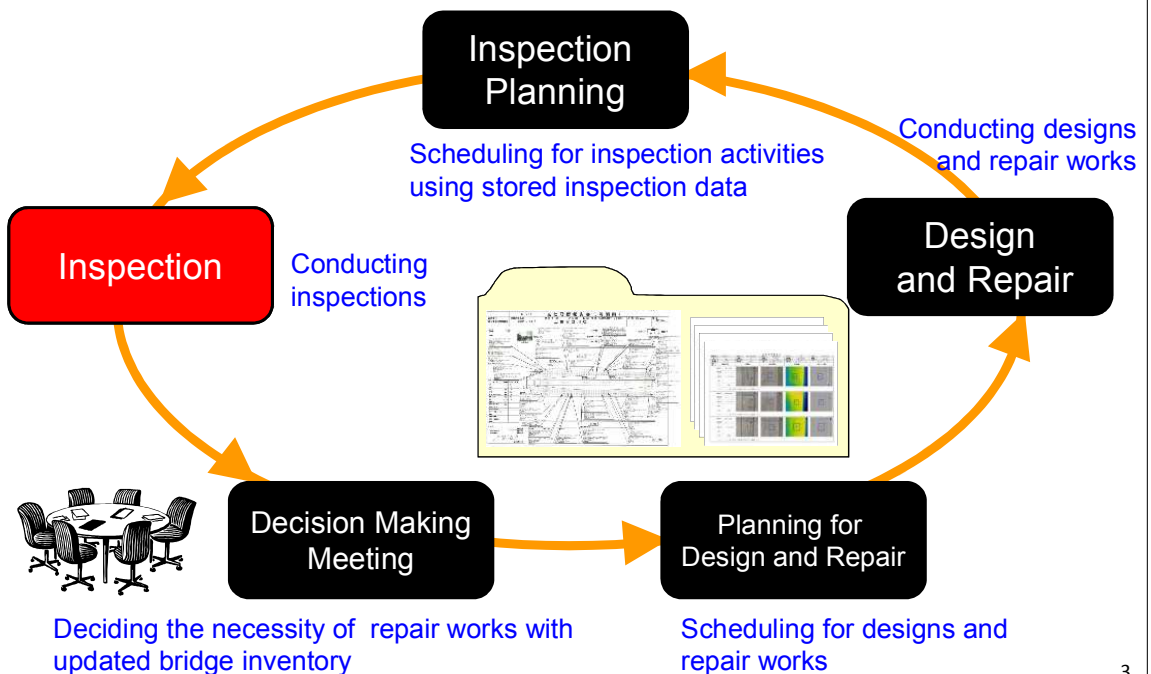 Inspection
Planning
Scheduling for inspection activities
using stored inspection data
Conducting designs
and repair works
Inspection
Conducting
inspections
Design
and Repair
Decision Making
Meeting
Planning for
Design and Repair
Deciding the necessity of  repair works with
updated bridge inventory
Scheduling for designs and
repair works
3